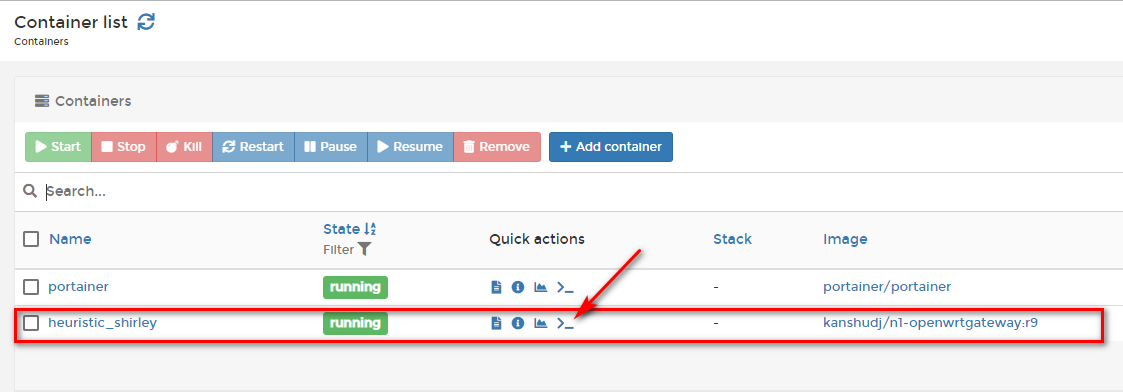 Container list
Containers
Containers
Start Stop Kill Restart Pause Resume Remove Add container
Search...
Name State Filter Quick actions Stack Image
portainer running - portainer/portainer
heuristic_shirley running - kanshudj/n1-openwrtgateway:r9